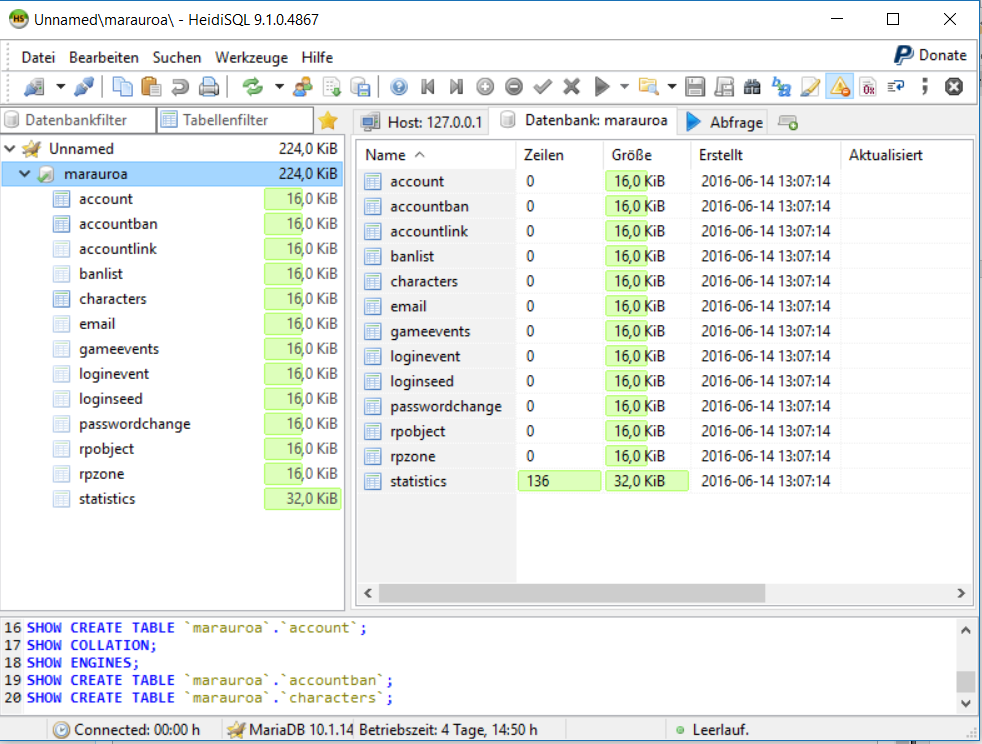 Unnamed\marauroa\ - HeidiSQL 9.1.0.4867
Datei Bearbeiten Suchen Werkzeuge Hilfe Donate
Datenbankfilter Tabellenfilter Host: 127.0.0.1 Datenbank: marauroa Abfrage
Unnamed 224,0 KiB
marauroa 224,0 KiB
account 16,0 KiB
accountban 16,0 KiB
accountlink 16,0 KiB
banlist 16,0 KiB
characters 16,0 KiB
email 16,0 KiB
gameevents 16,0 KiB
loginevent 16,0 KiB
loginseed 16,0 KiB
passwordchange 16,0 KiB
rpobject 16,0 KiB
rpzone 16,0 KiB
statistics 32,0 KiB
Name Zeilen Größe Erstellt Aktualisiert
account 0 16,0 KiB 2016-06-14 13:07:14
accountban 0 16,0 KiB 2016-06-14 13:07:14
accountlink 0 16,0 KiB 2016-06-14 13:07:14
banlist 0 16,0 KiB 2016-06-14 13:07:14
characters 0 16,0 KiB 2016-06-14 13:07:14
email 0 16,0 KiB 2016-06-14 13:07:14
gameevents 0 16,0 KiB 2016-06-14 13:07:14
loginevent 0 16,0 KiB 2016-06-14 13:07:14
loginseed 0 16,0 KiB 2016-06-14 13:07:14
passwordchange 0 16,0 KiB 2016-06-14 13:07:14
rpobject 0 16,0 KiB 2016-06-14 13:07:14
rpzone 0 16,0 KiB 2016-06-14 13:07:14
statistics 136 32,0 KiB 2016-06-14 13:07:14
16 SHOW CREATE TABLE `marauroa`.`account`;
17 SHOW COLLATION;
18 SHOW ENGINES;
19 SHOW CREATE TABLE `marauroa`.`accountban`;
20 SHOW CREATE TABLE `marauroa`.`characters`;
Connected: 00:00 h MariaDB 10.1.14 Betriebszeit: 4 Tage, 14:50 h Leerlauf.